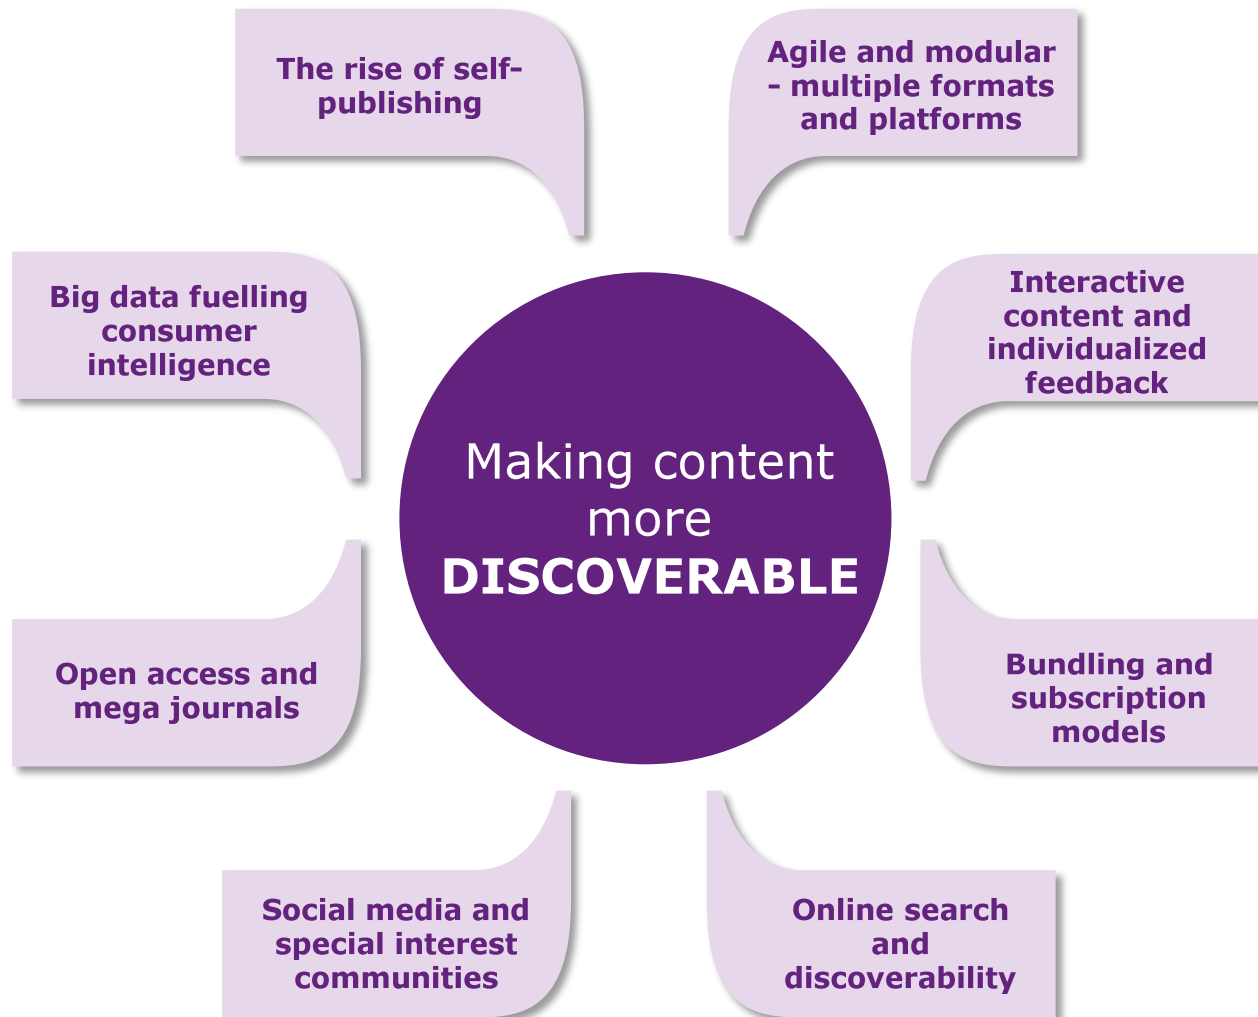 The rise of self-
publishing
Agile and modular
- multiple formats
and platforms
Big data fuelling
consumer
intelligence
Interactive
content and
individualized
feedback
Making content
more
DISCOVERABLE
Open access and
mega journals
Bundling and
subscription
models
Social media and
special interest
communities
Online search
and
discoverability